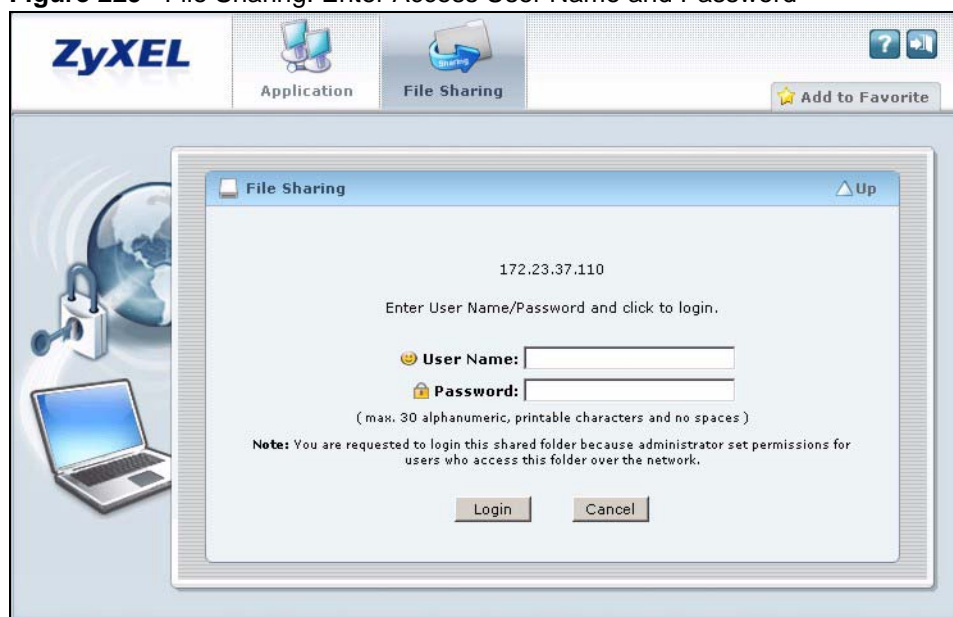 File Sharing: Enter Access User Name and Password
ZyXEL
Application
Sharing
File Sharing
?
Add to Favorite
File Sharing
Up
172.23.37.110
Enter User Name/Password and click to login.
User Name:
Password:
( max. 30 alphanumeric, printable characters and no spaces )
Note: You are requested to login this shared folder because administrator set permissions for
users who access this folder over the network.
Login
Cancel